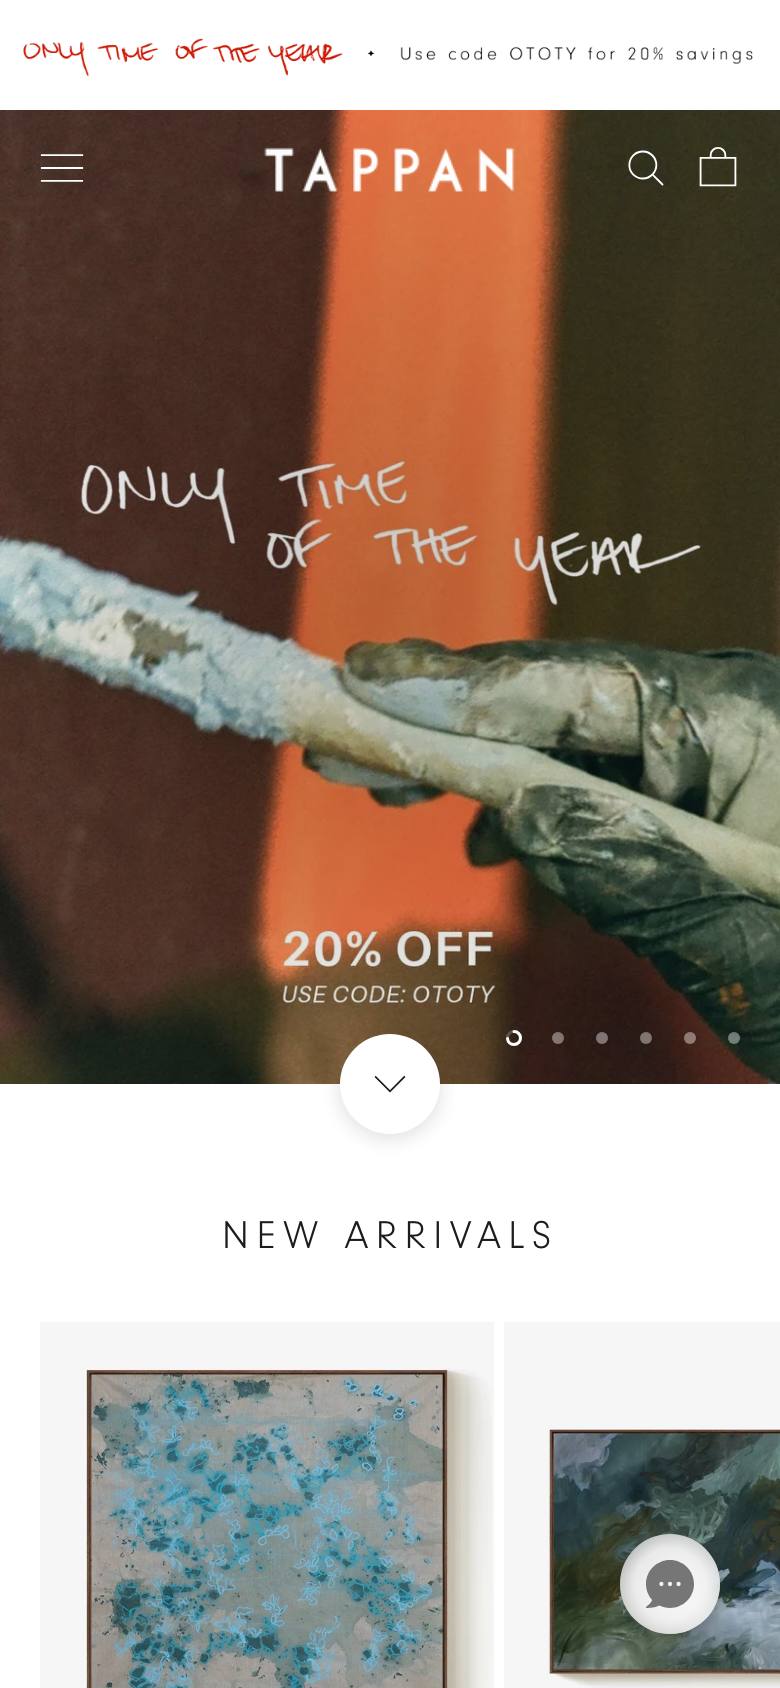 ONLY TIME OF THE YEAR ✦ Use code OTOTY for 20% savings
TAPPAN
ONLY TIME
OF THE YEAR
20% OFF
USE CODE: OTOTY
NEW ARRIVALS